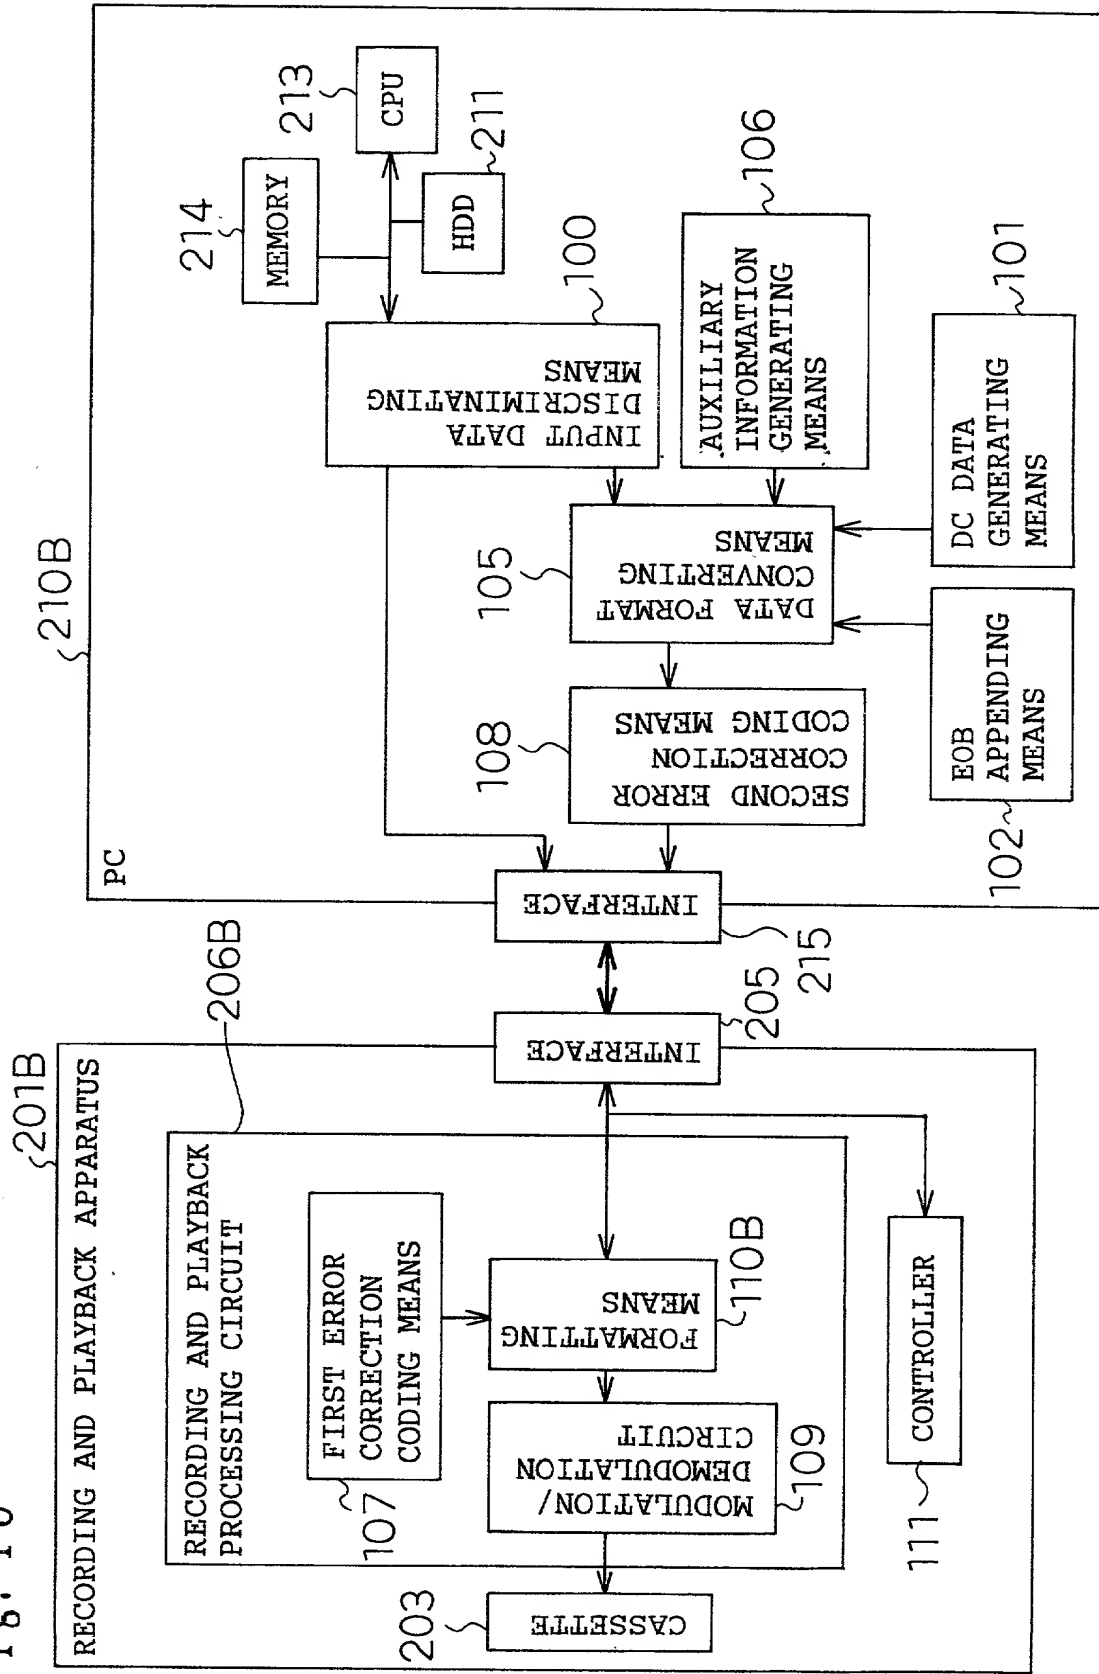 RECORDING AND PLAYBACK APPARATUS
201B
RECORDING AND PLAYBACK
PROCESSING CIRCUIT
206B
FIRST ERROR
CORRECTION
CODING MEANS
107
FORMATTING
MEANS
110B
MODULATION/
DEMODULATION
CIRCUIT
109
CASSETTE
203
CONTROLLER
111
INTERFACE
205
INTERFACE
215
PC
210B
SECOND ERROR
CORRECTION
CODING MEANS
108
DATA FORMAT
CONVERTING
MEANS
105
INPUT DATA
DISCRIMINATING
MEANS
100
MEMORY
214
CPU
213
HDD
211
AUXILIARY
INFORMATION
GENERATING
MEANS
106
EOB
APPENDING
MEANS
102
DC DATA
GENERATING
MEANS
101